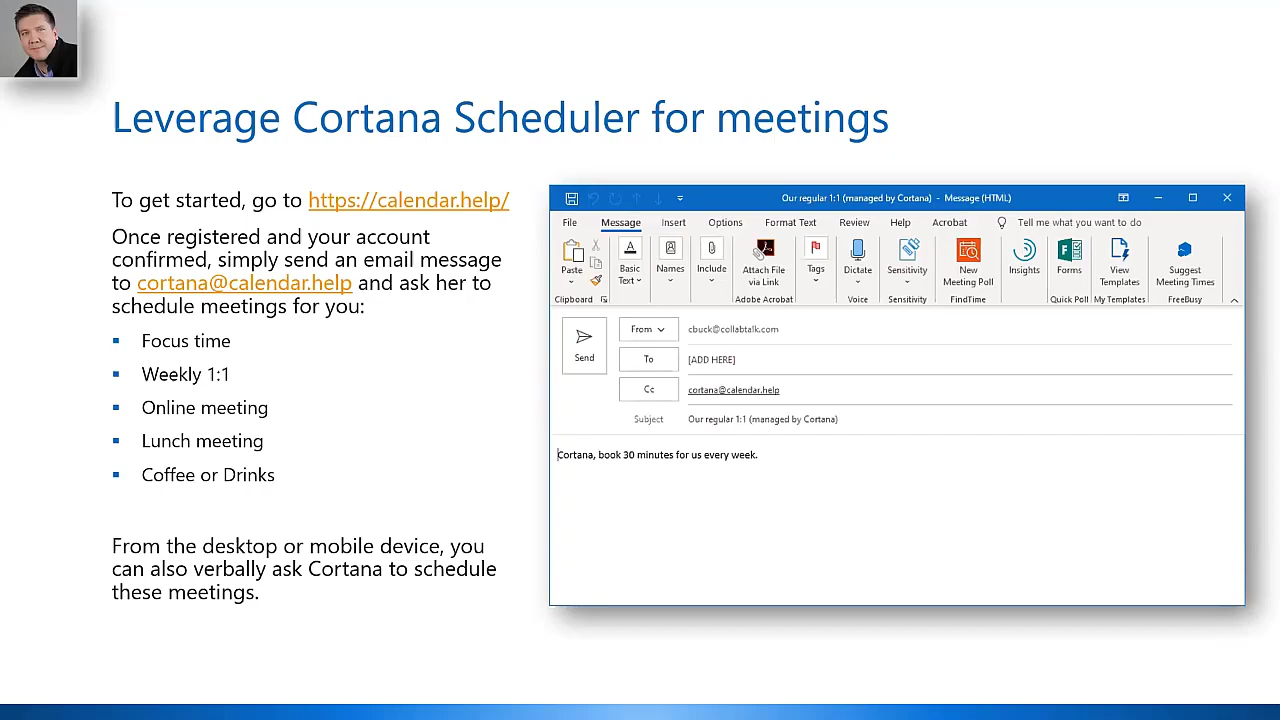 Leverage Cortana Scheduler for meetings
To get started, go to https://calendar.help/
Once registered and your account
confirmed, simply send an email message
to cortana@calendar.help and ask her to
schedule meetings for you:
Focus time
Weekly 1:1
Online meeting
Lunch meeting
Coffee or Drinks
From the desktop or mobile device, you
can also verbally ask Cortana to schedule
these meetings.
Our regular 1:1 (managed by Cortana) - Message (HTML)
File Message Insert Options Format Text Review Help Acrobat Tell me what you want to do
Paste
Basic Text
Names
Include
Attach File via Link
Tags
Dictate
Sensitivity
New Meeting Poll
Insights
Forms
View Templates
Suggest Meeting Times
Clipboard Adobe Acrobat Voice Sensitivity FindTime Quick Poll My Templates FreeBusy
Send
From cbuck@collabtalk.com
To [ADD HERE]
Cc cortana@calendar.help
Subject Our regular 1:1 (managed by Cortana)
Cortana, book 30 minutes for us every week.